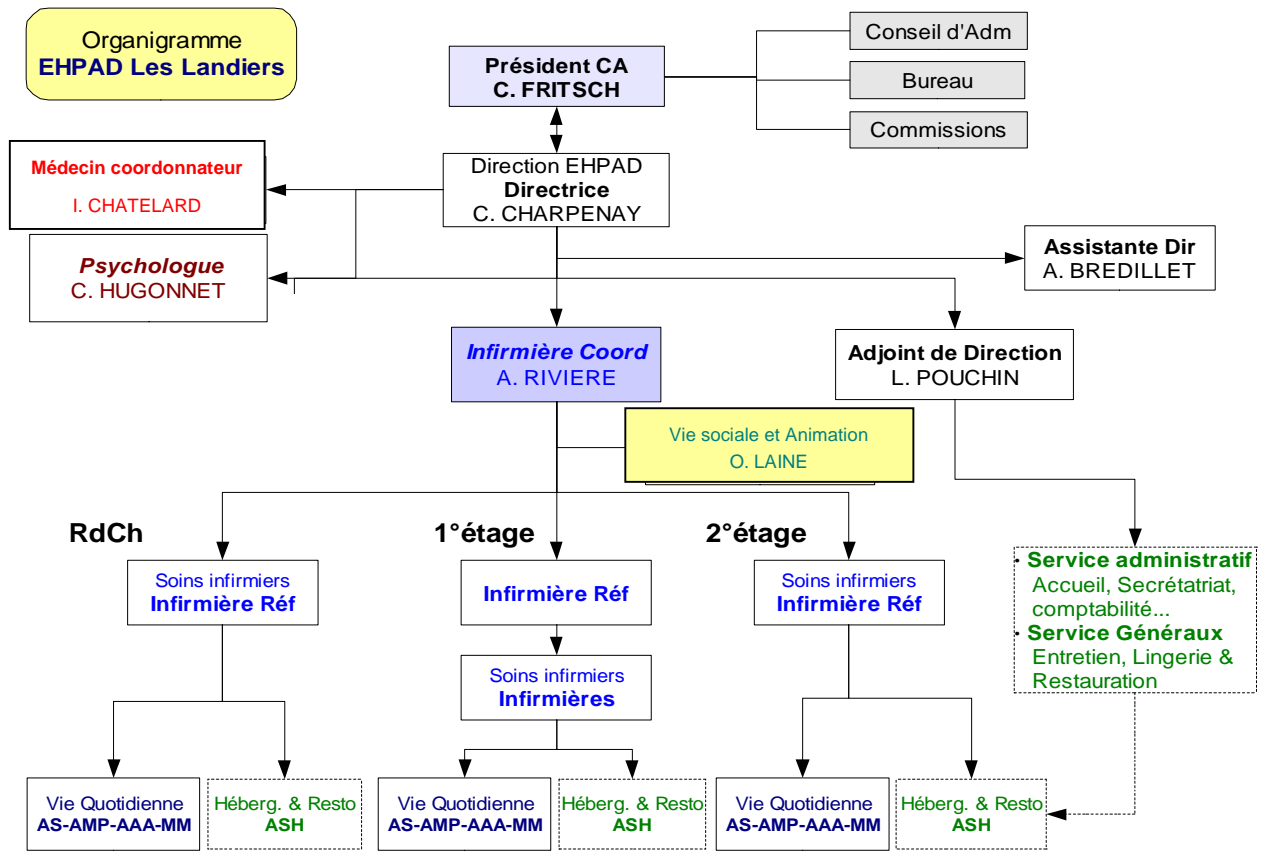 Organigramme
EHPAD Les Landiers
Président CA
C. FRITSCH
Conseil d'Adm
Bureau
Commissions
Médecin coordonnateur
I. CHATELARD
Direction EHPAD
Directrice
C. CHARPENAY
Psychologue
C. HUGONNET
Assistante Dir
A. BREDILLET
Infirmière Coord
A. RIVIERE
Adjoint de Direction
L. POUCHIN
Vie sociale et Animation
O. LAINE
RdCh
1°étage
2°étage
Soins infirmiers
Infirmière Réf
Infirmière Réf
Soins infirmiers
Infirmières
Soins infirmiers
Infirmière Réf
• Service administratif
Accueil, Secrétatriat,
comptabilité...
• Service Généraux
Entretien, Lingerie &
Restauration
Vie Quotidienne
AS-AMP-AAA-MM
Héberg. & Resto
ASH
Vie Quotidienne
AS-AMP-AAA-MM
Héberg. & Resto
ASH
Vie Quotidienne
AS-AMP-AAA-MM
Héberg. & Resto
ASH